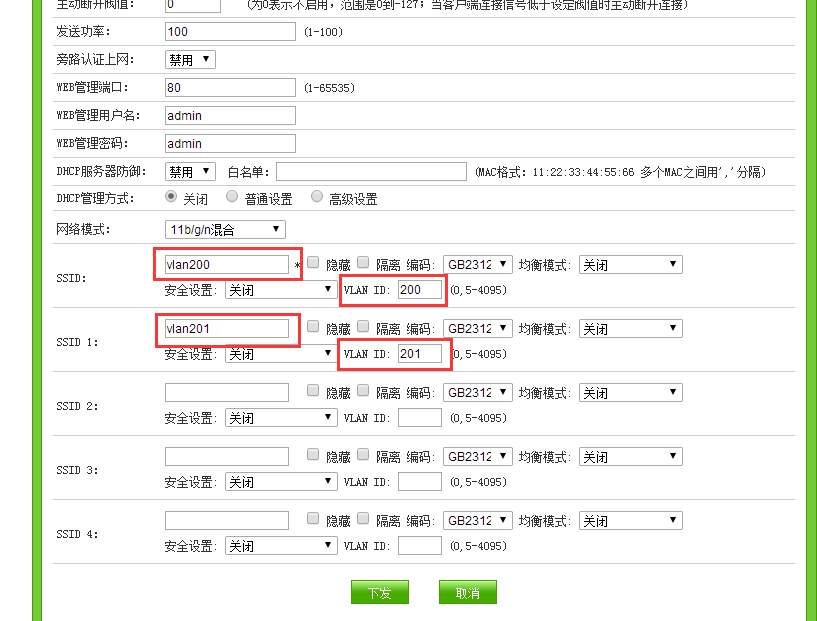 主动断开阀值: 0 (为0表示不启用,范围是0到-127;当客户端连接信号低于设定阀值时主动断开连接)
发送功率: 100 (1-100)
旁路认证上网: 禁用
WEB管理端口: 80 (1-65535)
WEB管理用户名: admin
WEB管理密码: admin
DHCP服务器防御: 禁用 白名单: (MAC格式: 11:22:33:44:55:66 多个MAC之间用','分隔)
DHCP管理方式: 关闭 普通设置 高级设置
网络模式: 11b/g/n混合
SSID: vlan200 * 隐藏 隔离 编码: GB2312 均衡模式: 关闭
安全设置: 关闭 VLAN ID: 200 (0,5-4095)
SSID 1: vlan201 隐藏 隔离 编码: GB2312 均衡模式: 关闭
安全设置: 关闭 VLAN ID: 201 (0,5-4095)
SSID 2: 隐藏 隔离 编码: GB2312 均衡模式: 关闭
安全设置: 关闭 VLAN ID: (0,5-4095)
SSID 3: 隐藏 隔离 编码: GB2312 均衡模式: 关闭
安全设置: 关闭 VLAN ID: (0,5-4095)
SSID 4: 隐藏 隔离 编码: GB2312 均衡模式: 关闭
安全设置: 关闭 VLAN ID: (0,5-4095)
下发 取消